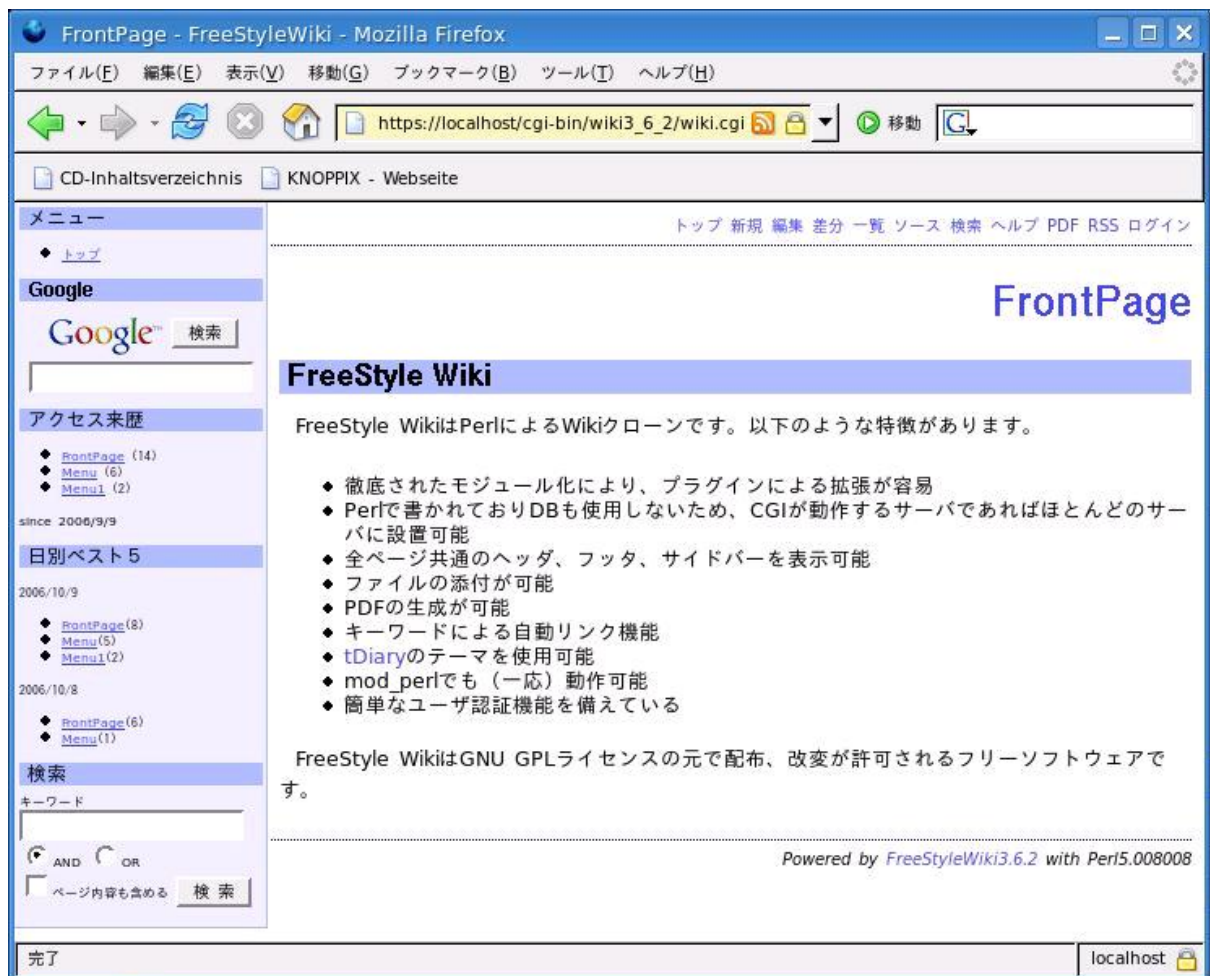 FrontPage - FreeStyleWiki - Mozilla Firefox
ファイル(F) 編集(E) 表示(V) 移動(G) ブックマーク(B) ツール(T) ヘルプ(H)
https://localhost/cgi-bin/wiki3_6_2/wiki.cgi 移動 G
CD-Inhaltsverzeichnis KNOPPIX - Webseite
メニュー
トップ
Google
Google™ 検索
アクセス来歴
FrontPage (14)
Menu (6)
Menu1 (2)
since 2006/9/9
日別ベスト5
2006/10/9
FrontPage(8)
Menu(5)
Menu1(2)
2006/10/8
FrontPage(6)
Menu(1)
検索
キーワード
AND OR
ページ内容も含める 検 索
トップ 新規 編集 差分 一覧 ソース 検索 ヘルプ PDF RSS ログイン
FrontPage
FreeStyle Wiki
FreeStyle WikiはPerlによるWikiクローンです。以下のような特徴があります。
徹底されたモジュール化により、プラグインによる拡張が容易
Perlで書かれておりDBも使用しないため、CGIが動作するサーバであればほとんどのサー
バに設置可能
全ページ共通のヘッダ、フッタ、サイドバーを表示可能
ファイルの添付が可能
PDFの生成が可能
キーワードによる自動リンク機能
tDiaryのテーマを使用可能
mod_perlでも（一応）動作可能
簡単なユーザ認証機能を備えている
FreeStyle WikiはGNU GPLライセンスの元で配布、改変が許可されるフリーソフトウェアで
す。
Powered by FreeStyleWiki3.6.2 with Perl5.008008
完了 localhost